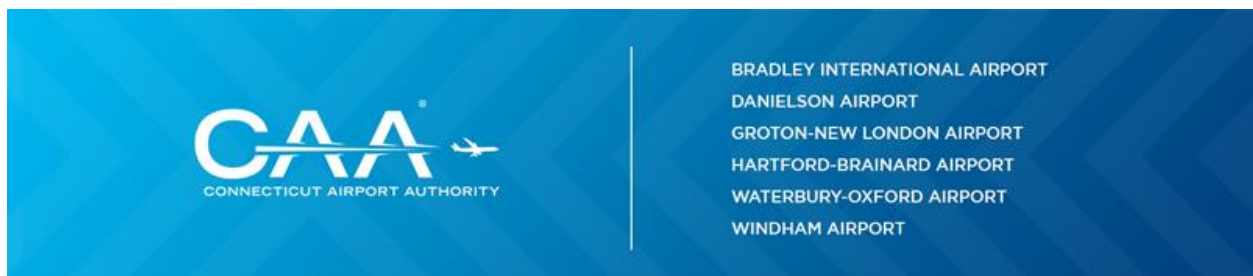 CAA®
CONNECTICUT AIRPORT AUTHORITY
BRADLEY INTERNATIONAL AIRPORT
DANIELSON AIRPORT
GROTON-NEW LONDON AIRPORT
HARTFORD-BRAINARD AIRPORT
WATERBURY-OXFORD AIRPORT
WINDHAM AIRPORT